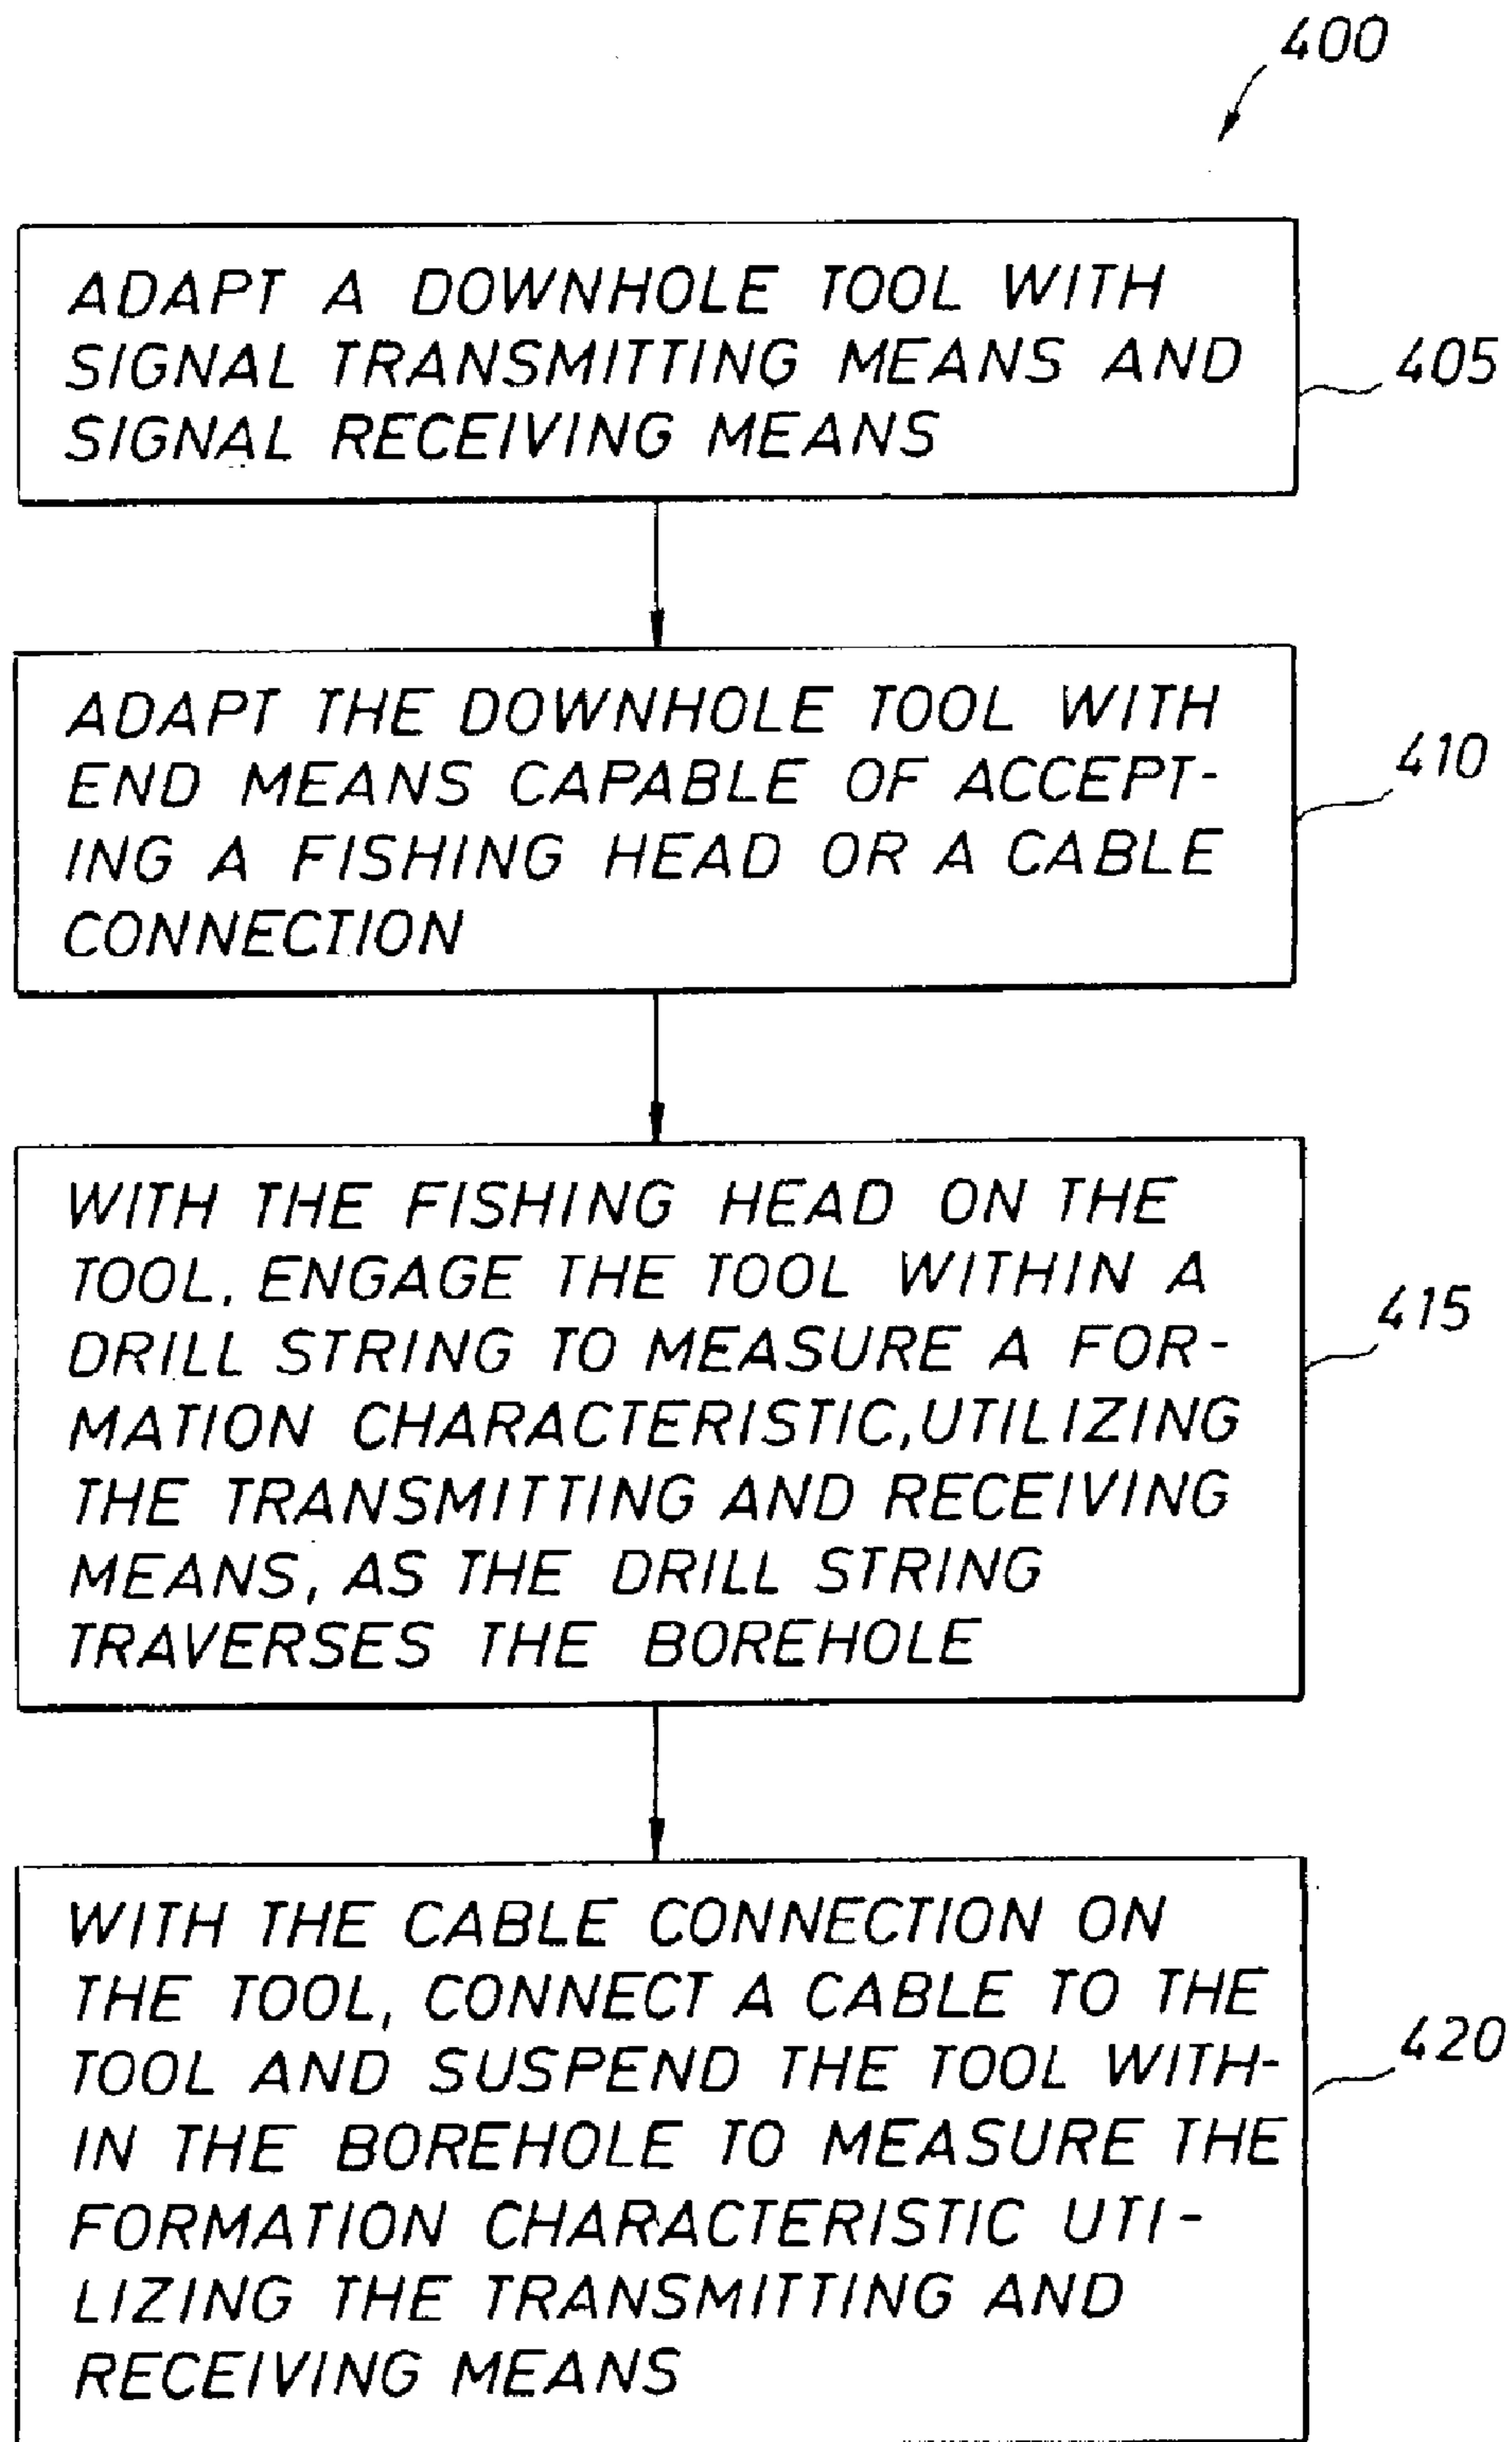 400
ADAPT A DOWNHOLE TOOL WITH
SIGNAL TRANSMITTING MEANS AND
SIGNAL RECEIVING MEANS
405
ADAPT THE DOWNHOLE TOOL WITH
END MEANS CAPABLE OF ACCEPT-
ING A FISHING HEAD OR A CABLE
CONNECTION
410
WITH THE FISHING HEAD ON THE
TOOL, ENGAGE THE TOOL WITHIN A
DRILL STRING TO MEASURE A FOR-
MATION CHARACTERISTIC, UTILIZING
THE TRANSMITTING AND RECEIVING
MEANS, AS THE DRILL STRING
TRAVERSES THE BOREHOLE
415
WITH THE CABLE CONNECTION ON
THE TOOL, CONNECT A CABLE TO THE
TOOL AND SUSPEND THE TOOL WITH-
IN THE BOREHOLE TO MEASURE THE
FORMATION CHARACTERISTIC UTI-
LIZING THE TRANSMITTING AND
RECEIVING MEANS
420